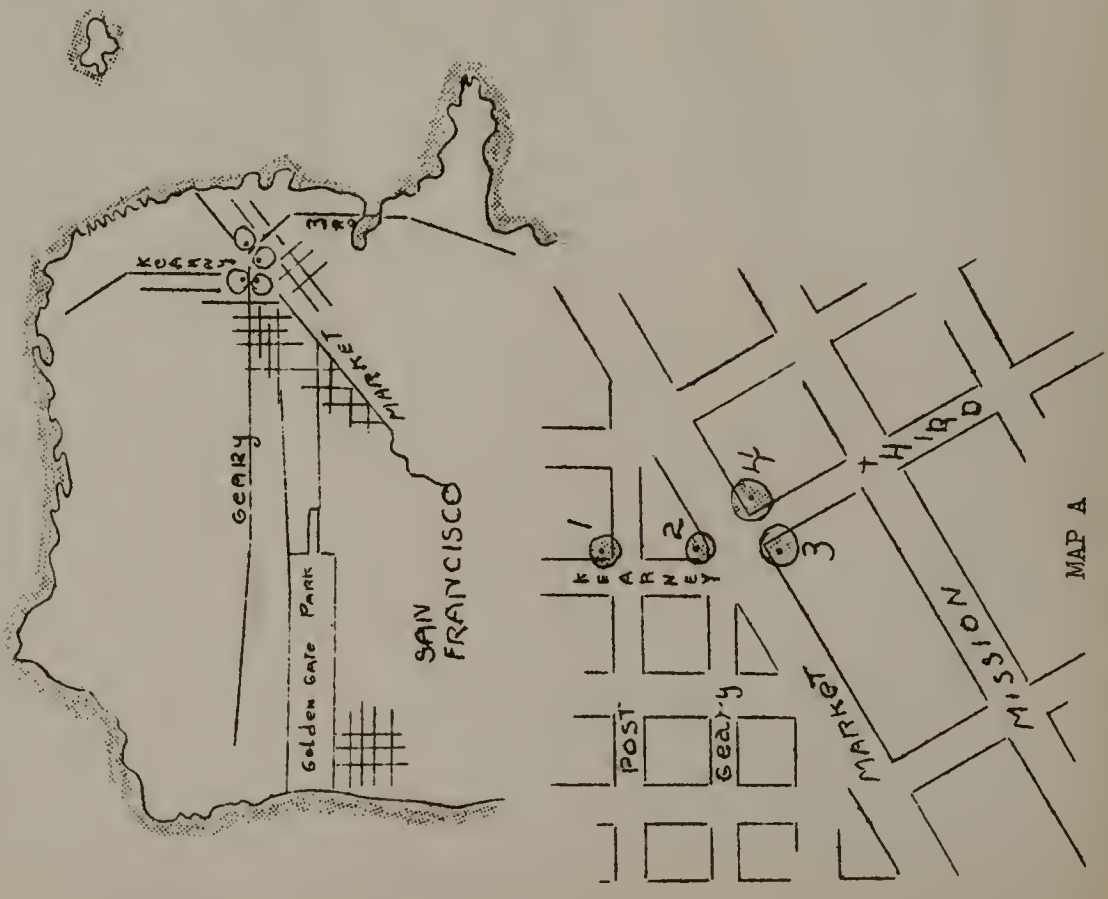 KEARNY
3RD
GEARY
MARKET
Golden Gate Park
SAN
FRANCISCO
1
KEARNEY
2
4
3
THIRD
POST
Geary
MARKET
MISSION
MAP A